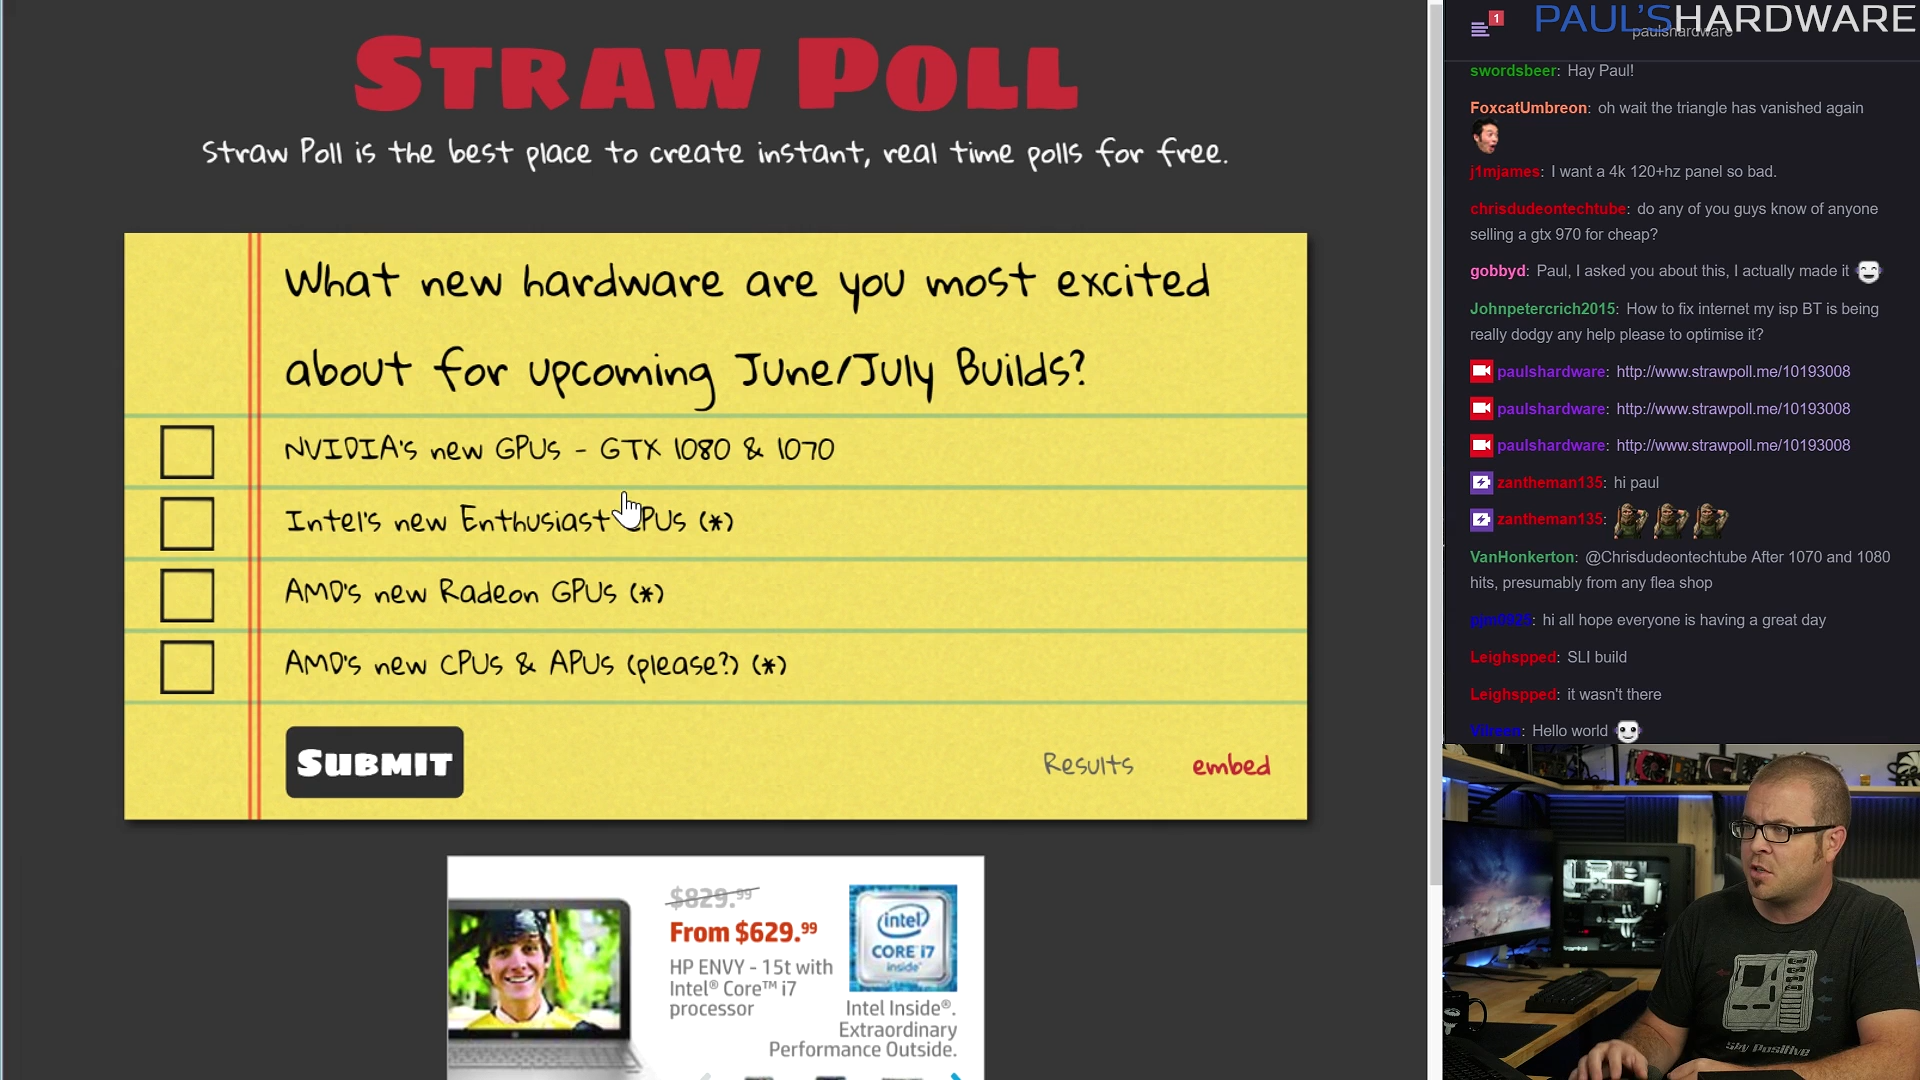 STRAW POLL
Straw Poll is the best place to create instant, real time polls for free.
What new hardware are you most excited
about for upcoming June/July Builds?
NVIDIA's new GPUs - GTX 1080 & 1070
Intel's new Enthusiast CPUs (*)
AMD's new Radeon GPUs (*)
AMD's new CPUs & APUs (please?) (*)
SUBMIT
Results
embed
$829.99
From $629.99
HP ENVY - 15t with
Intel® Core™ i7
processor
intel
CORE i7
inside
Intel Inside®.
Extraordinary
Performance Outside.
1
PAUL'S HARDWARE
paulshardware
swordsbeer: Hay Paul!
FoxcatUmbreon: oh wait the triangle has vanished again
j1mjames: I want a 4k 120+hz panel so bad.
chrisdudeontechtube: do any of you guys know of anyone
selling a gtx 970 for cheap?
gobbyd: Paul, I asked you about this, I actually made it
Johnpetercrich2015: How to fix internet my isp BT is being
really dodgy any help please to optimise it?
paulshardware: http://www.strawpoll.me/10193008
paulshardware: http://www.strawpoll.me/10193008
paulshardware: http://www.strawpoll.me/10193008
zantheman135: hi paul
zantheman135:
VanHonkerton: @Chrisdudeontechtube After 1070 and 1080
hits, presumably from any flea shop
pjm0925: hi all hope everyone is having a great day
Leighspped: SLI build
Leighspped: it wasn't there
Vilreen: Hello world
Sky Positive